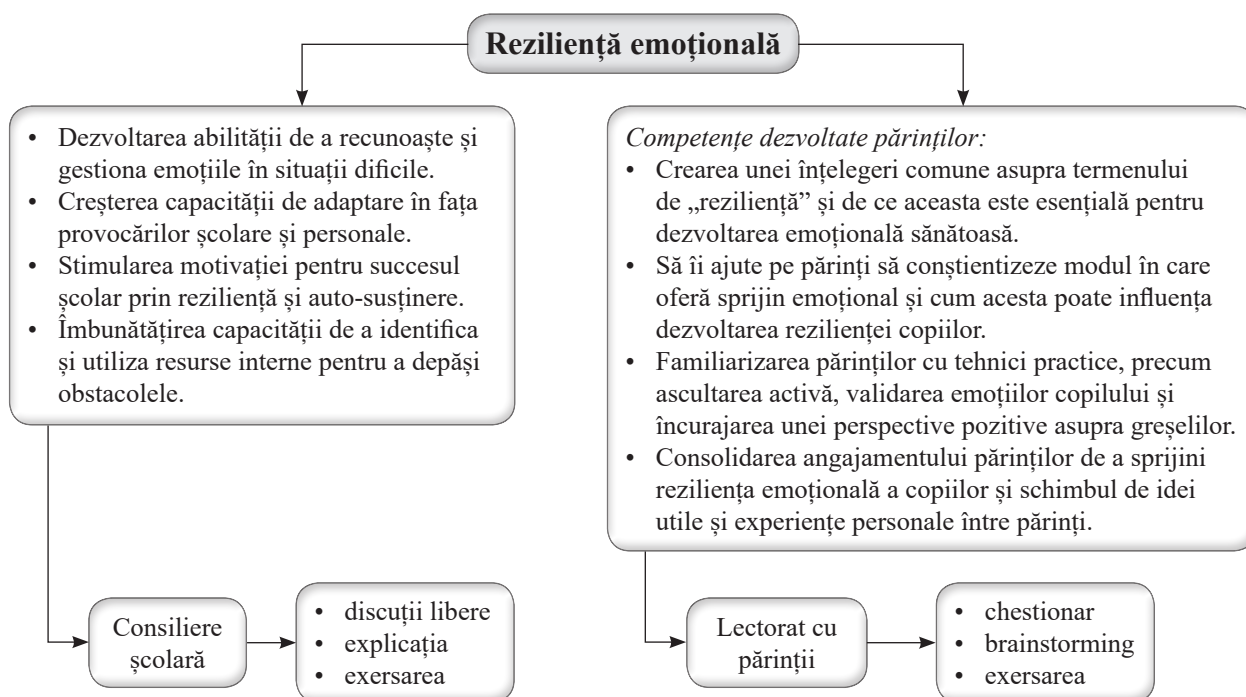 Reziliență emoțională
• Dezvoltarea abilității de a recunoaște și
gestiona emoțiile în situații dificile.
• Creșterea capacității de adaptare în fața
provocărilor școlare și personale.
• Stimularea motivației pentru succesul
școlar prin reziliență și auto-susținere.
• Îmbunătățirea capacității de a identifica
și utiliza resurse interne pentru a depăși
obstacolele.
Competențe dezvoltate părinților:
• Crearea unei înțelegeri comune asupra termenului
de „reziliență” și de ce aceasta este esențială pentru
dezvoltarea emoțională sănătoasă.
• Să îi ajute pe părinți să conștientizeze modul în care
oferă sprijin emoțional și cum acesta poate influența
dezvoltarea rezilienței copiilor.
• Familiarizarea părinților cu tehnici practice, precum
ascultarea activă, validarea emoțiilor copilului și
încurajarea unei perspective pozitive asupra greșelilor.
• Consolidarea angajamentului părinților de a sprijini
reziliența emoțională a copiilor și schimbul de idei
utile și experiențe personale între părinți.
Consiliere
școlară
• discuții libere
• explicația
• exersarea
Lectorat cu
părinții
• chestionar
• brainstorming
• exersarea